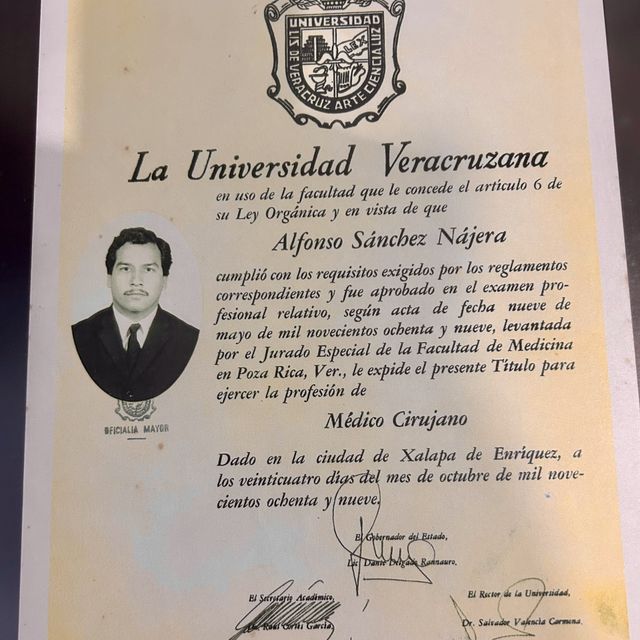 UNIVERSIDAD
LIS DE VERACRUZ ARTE CIENCIA LUZ
LEX
La Universidad Veracruzana
en uso de la facultad que le concede el artículo 6 de
su Ley Orgánica y en vista de que
Alfonso Sánchez Nájera
cumplió con los requisitos exigidos por los reglamentos
correspondientes y fue aprobado en el examen pro-
fesional relativo, según acta de fecha nueve de
mayo de mil novecientos ochenta y nueve, levantada
por el Jurado Especial de la Facultad de Medicina
en Poza Rica, Ver., le expide el presente Título para
ejercer la profesión de
Médico Cirujano
OFICIALIA MAYOR
Dado en la ciudad de Xalapa de Enríquez, a
los veinticuatro días del mes de octubre de mil nove-
cientos ochenta y nueve.
El Gobernador del Estado,
Lic. Dante Delgado Rannauro.
El Secretario Académico,
Raúl García
El Rector de la Universidad,
Dr. Salvador Valencia Carmona.